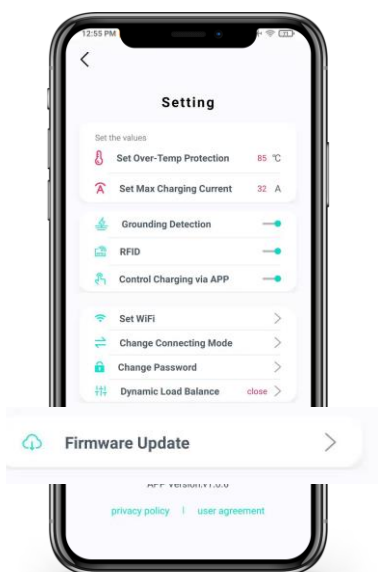 12:55 PM
Setting
Set the values
Set Over-Temp Protection 85 ℃
Set Max Charging Current 32 A
Grounding Detection
RFID
Control Charging via APP
Set WiFi
Change Connecting Mode
Change Password
Dynamic Load Balance close
Firmware Update
privacy policy | user agreement